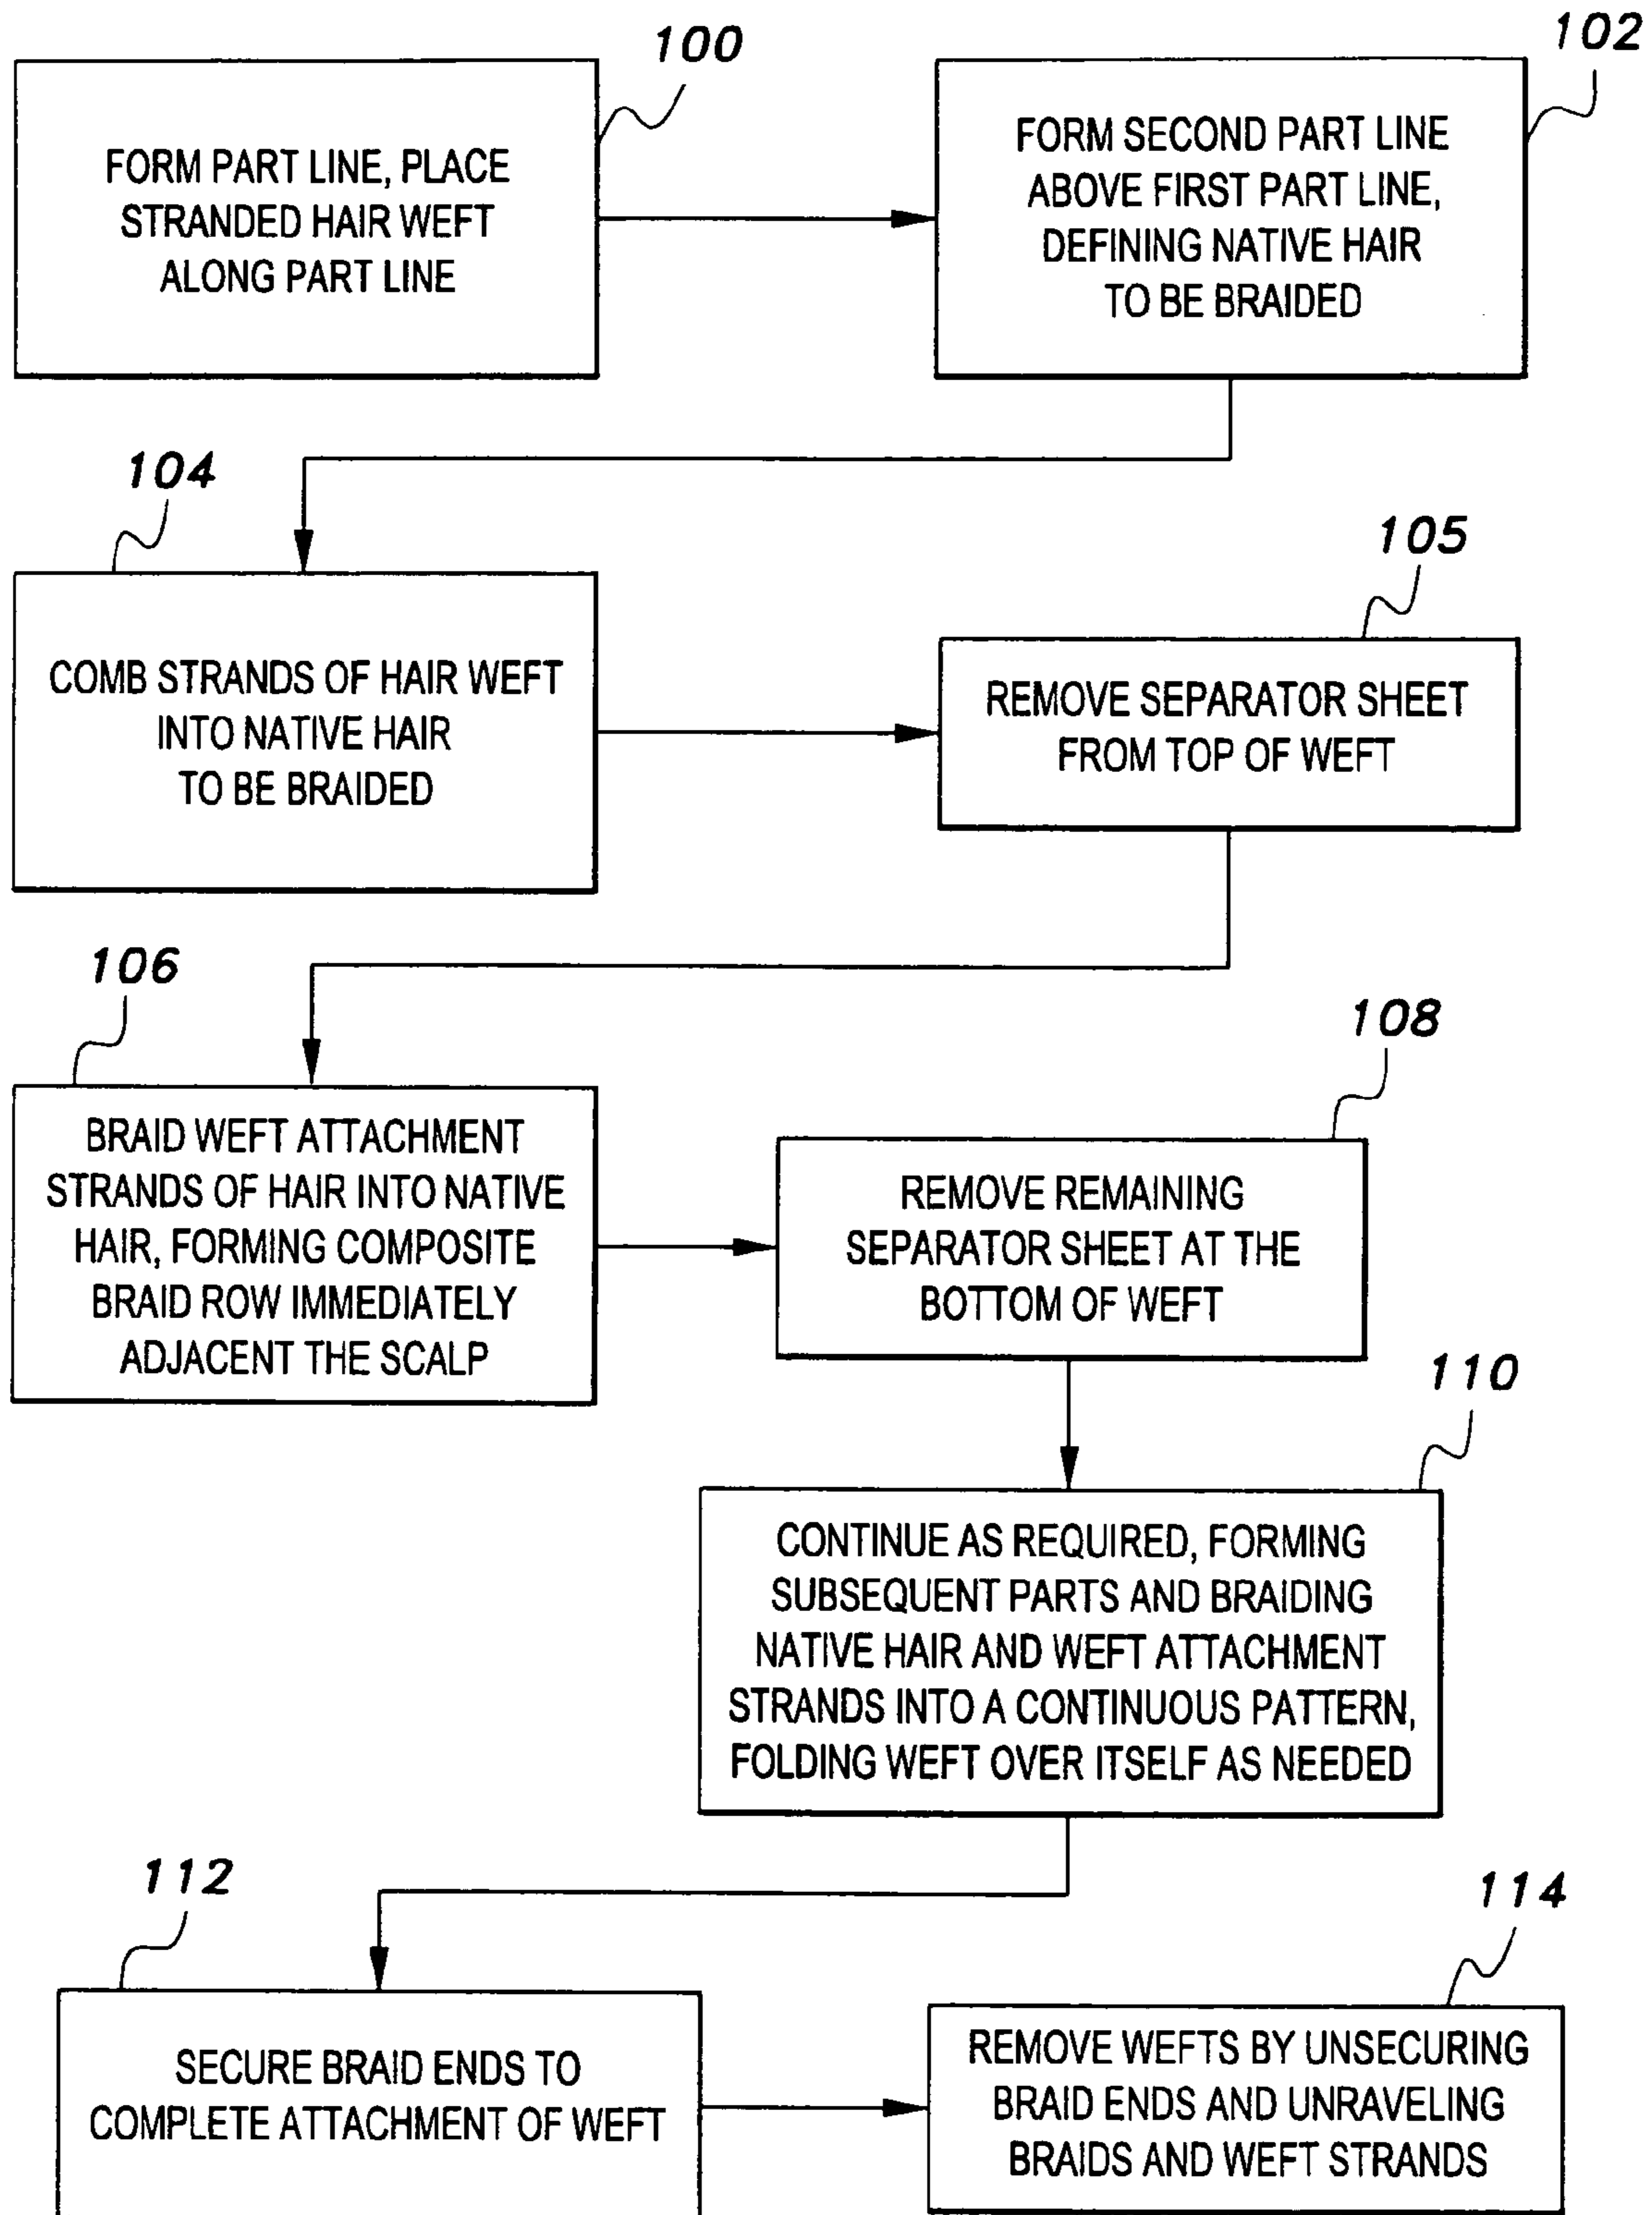 100
FORM PART LINE, PLACE
STRANDED HAIR WEFT
ALONG PART LINE
102
FORM SECOND PART LINE
ABOVE FIRST PART LINE,
DEFINING NATIVE HAIR
TO BE BRAIDED
104
COMB STRANDS OF HAIR WEFT
INTO NATIVE HAIR
TO BE BRAIDED
105
REMOVE SEPARATOR SHEET
FROM TOP OF WEFT
106
BRAID WEFT ATTACHMENT
STRANDS OF HAIR INTO NATIVE
HAIR, FORMING COMPOSITE
BRAID ROW IMMEDIATELY
ADJACENT THE SCALP
108
REMOVE REMAINING
SEPARATOR SHEET AT THE
BOTTOM OF WEFT
110
CONTINUE AS REQUIRED, FORMING
SUBSEQUENT PARTS AND BRAIDING
NATIVE HAIR AND WEFT ATTACHMENT
STRANDS INTO A CONTINUOUS PATTERN,
FOLDING WEFT OVER ITSELF AS NEEDED
112
SECURE BRAID ENDS TO
COMPLETE ATTACHMENT OF WEFT
114
REMOVE WEFTS BY UNSECURING
BRAID ENDS AND UNRAVELING
BRAIDS AND WEFT STRANDS